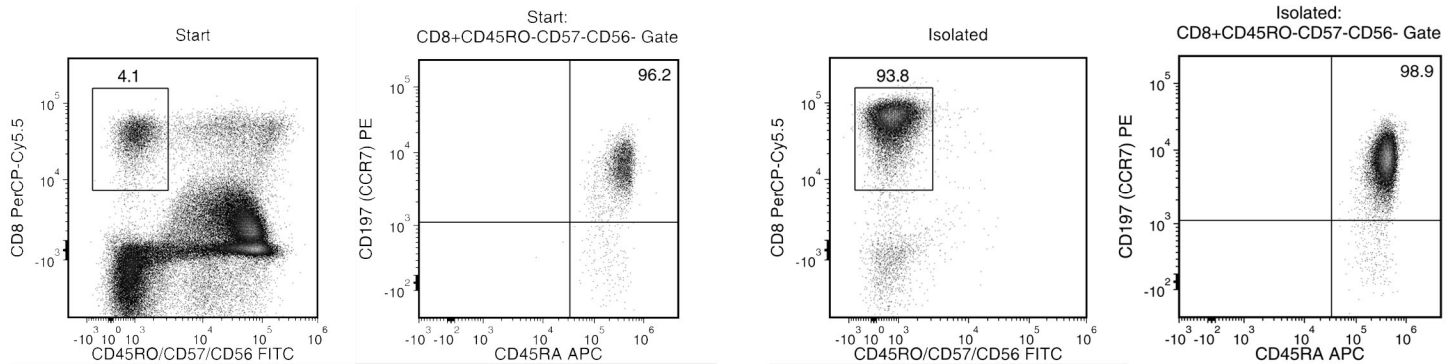 Start
4.1
CD8 PerCP-Cy5.5
10^5
10^4
-10^3
-10^3 0 10^3 10^4 10^5 10^6
CD45RO/CD57/CD56 FITC
Start:
CD8+CD45RO-CD57-CD56- Gate
96.2
CD197 (CCR7) PE
10^5
10^4
10^3
-10^2
-10^3 10^3 10^4 10^5 10^6
CD45RA APC
Isolated
93.8
CD8 PerCP-Cy5.5
10^5
10^4
-10^3
-10^3 0 10^3 10^4 10^5 10^6
CD45RO/CD57/CD56 FITC
Isolated:
CD8+CD45RO-CD57-CD56- Gate
98.9
CD197 (CCR7) PE
10^5
10^4
10^3
-10^2
-10^3 10^3 10^4 10^5 10^6
CD45RA APC